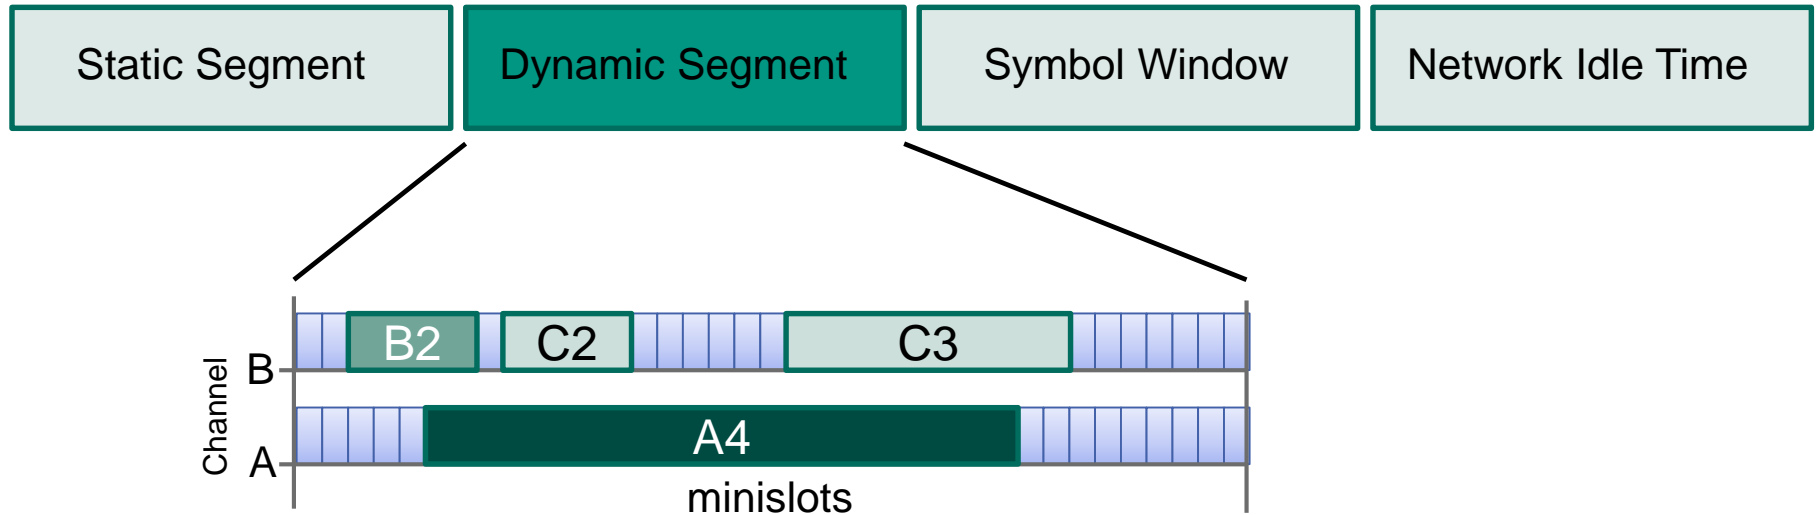 Static Segment
Dynamic Segment
Symbol Window
Network Idle Time
Channel
B
B2
C2
C3
A
A4
minislots